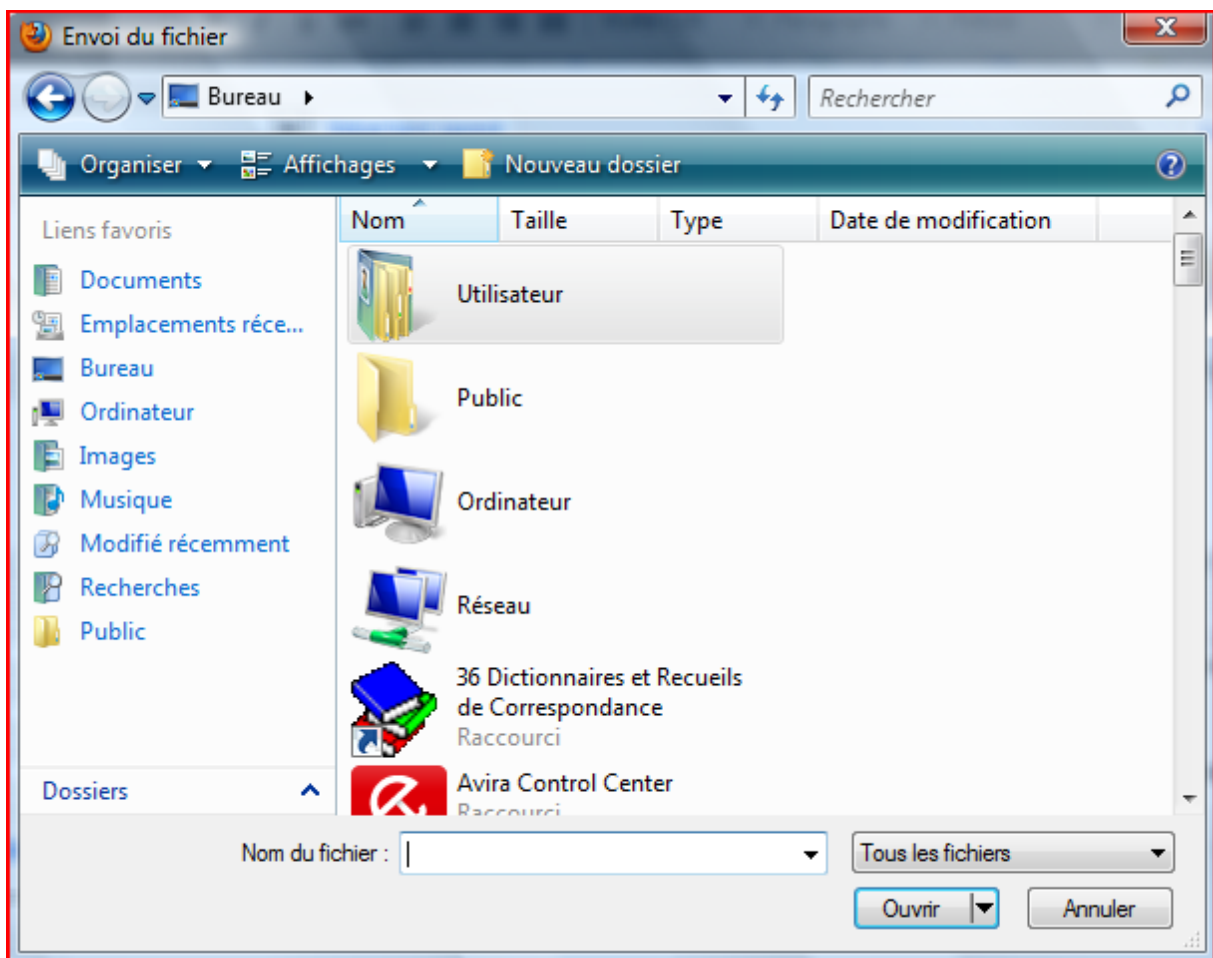 Envoi du fichier
Bureau
Rechercher
Organiser Affichages Nouveau dossier
Liens favoris
Documents
Emplacements réce...
Bureau
Ordinateur
Images
Musique
Modifié récemment
Recherches
Public
Dossiers
Nom Taille Type Date de modification
Utilisateur
Public
Ordinateur
Réseau
36 Dictionnaires et Recueils
de Correspondance
Raccourci
Avira Control Center
Raccourci
Nom du fichier :
Tous les fichiers
Ouvrir Annuler